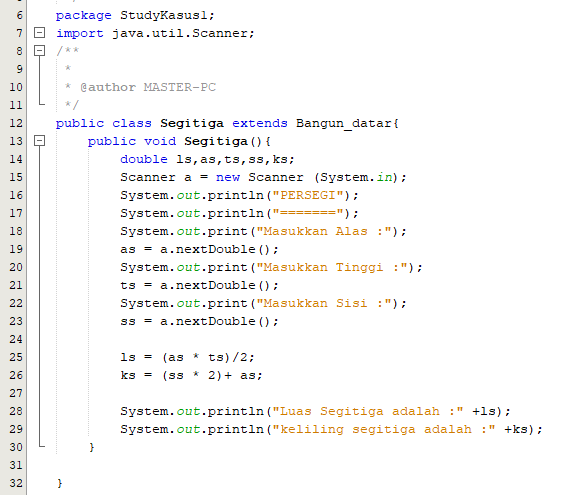 6 package StudyKasus1;
7 import java.util.Scanner;
8 /**
9 *
10 * @author MASTER-PC
11 */
12 public class Segitiga extends Bangun_datar{
13 public void Segitiga(){
14 double ls,as,ts,ss,ks;
15 Scanner a = new Scanner (System.in);
16 System.out.println("PERSEGI");
17 System.out.println("=======");
18 System.out.print("Masukkan Alas :");
19 as = a.nextDouble();
20 System.out.print("Masukkan Tinggi :");
21 ts = a.nextDouble();
22 System.out.print("Masukkan Sisi :");
23 ss = a.nextDouble();
24
25 ls = (as * ts)/2;
26 ks = (ss * 2)+ as;
27
28 System.out.println("Luas Segitiga adalah :" +ls);
29 System.out.println("keliling segitiga adalah :" +ks);
30 }
31
32 }